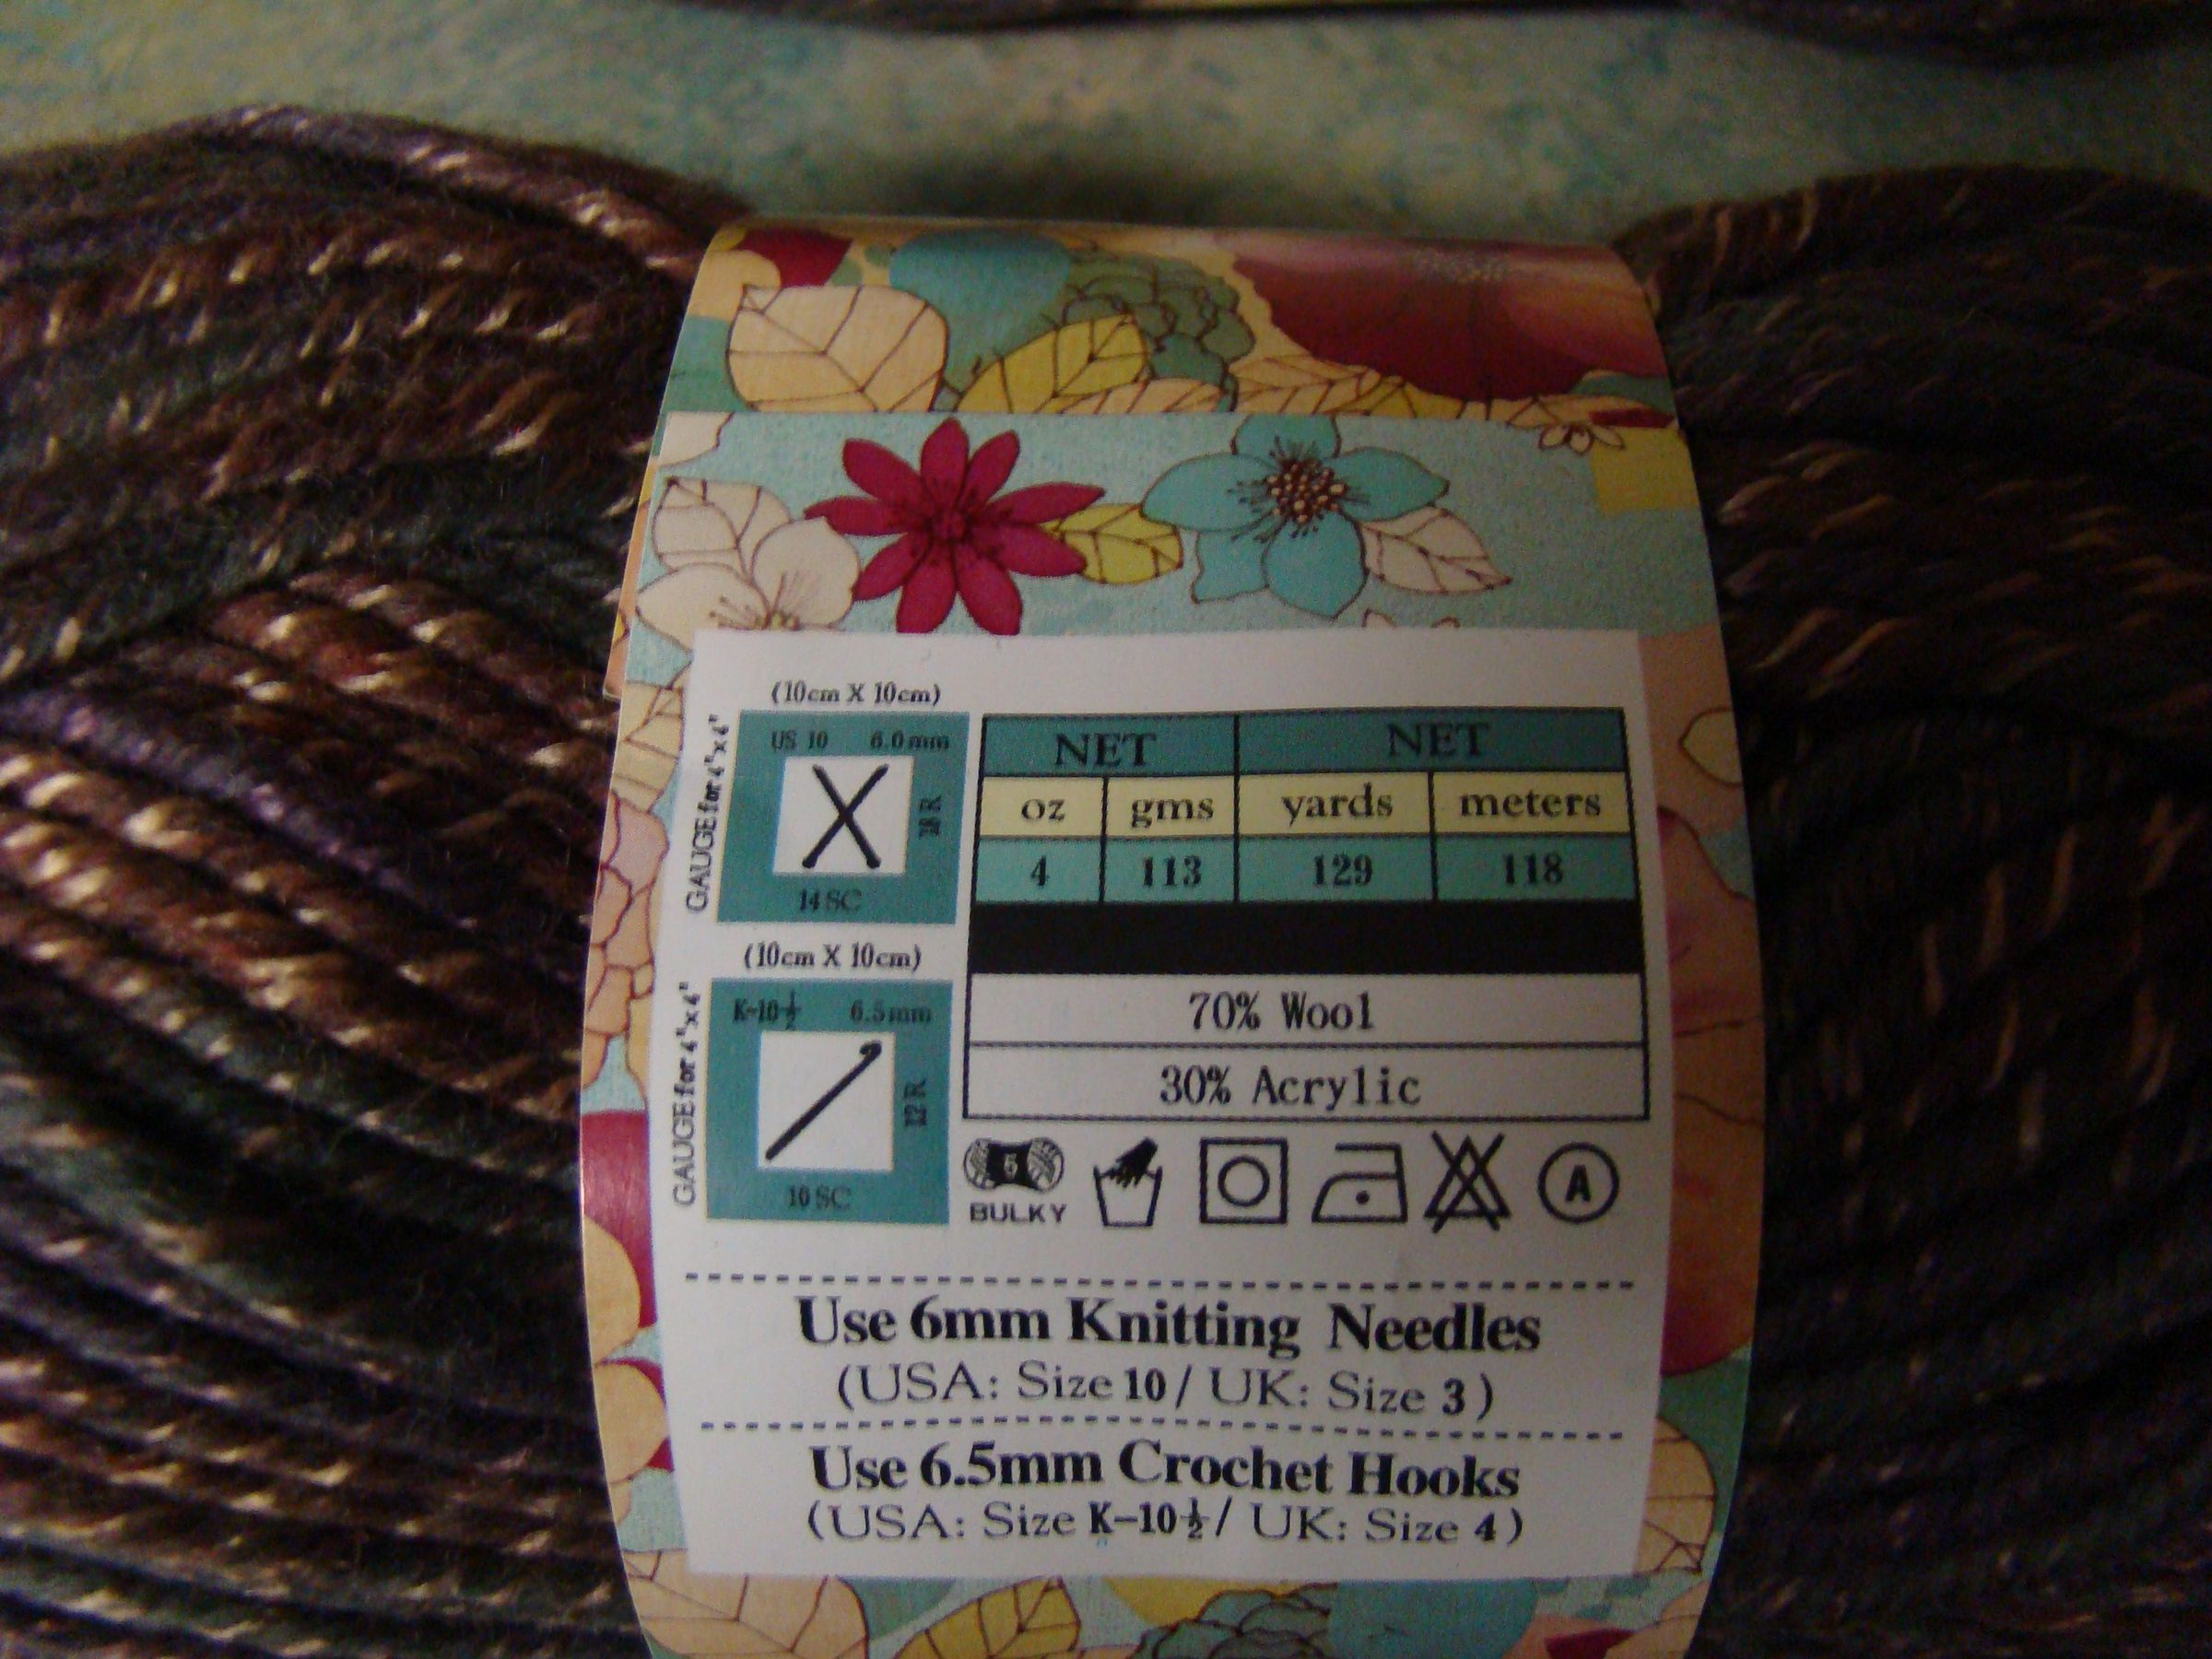 (10cm X 10cm)
GAUGE for 4"x4"
US 10 6.0mm
18 R
14 SC
(10cm X 10cm)
GAUGE for 4"x4"
K-10½ 6.5mm
12 R
10 SC
NET NET
oz gms yards meters
4 113 129 118
70% Wool
30% Acrylic
5
BULKY
A
Use 6mm Knitting Needles
(USA: Size 10 / UK: Size 3)
Use 6.5mm Crochet Hooks
(USA: Size K-10½ / UK: Size 4)